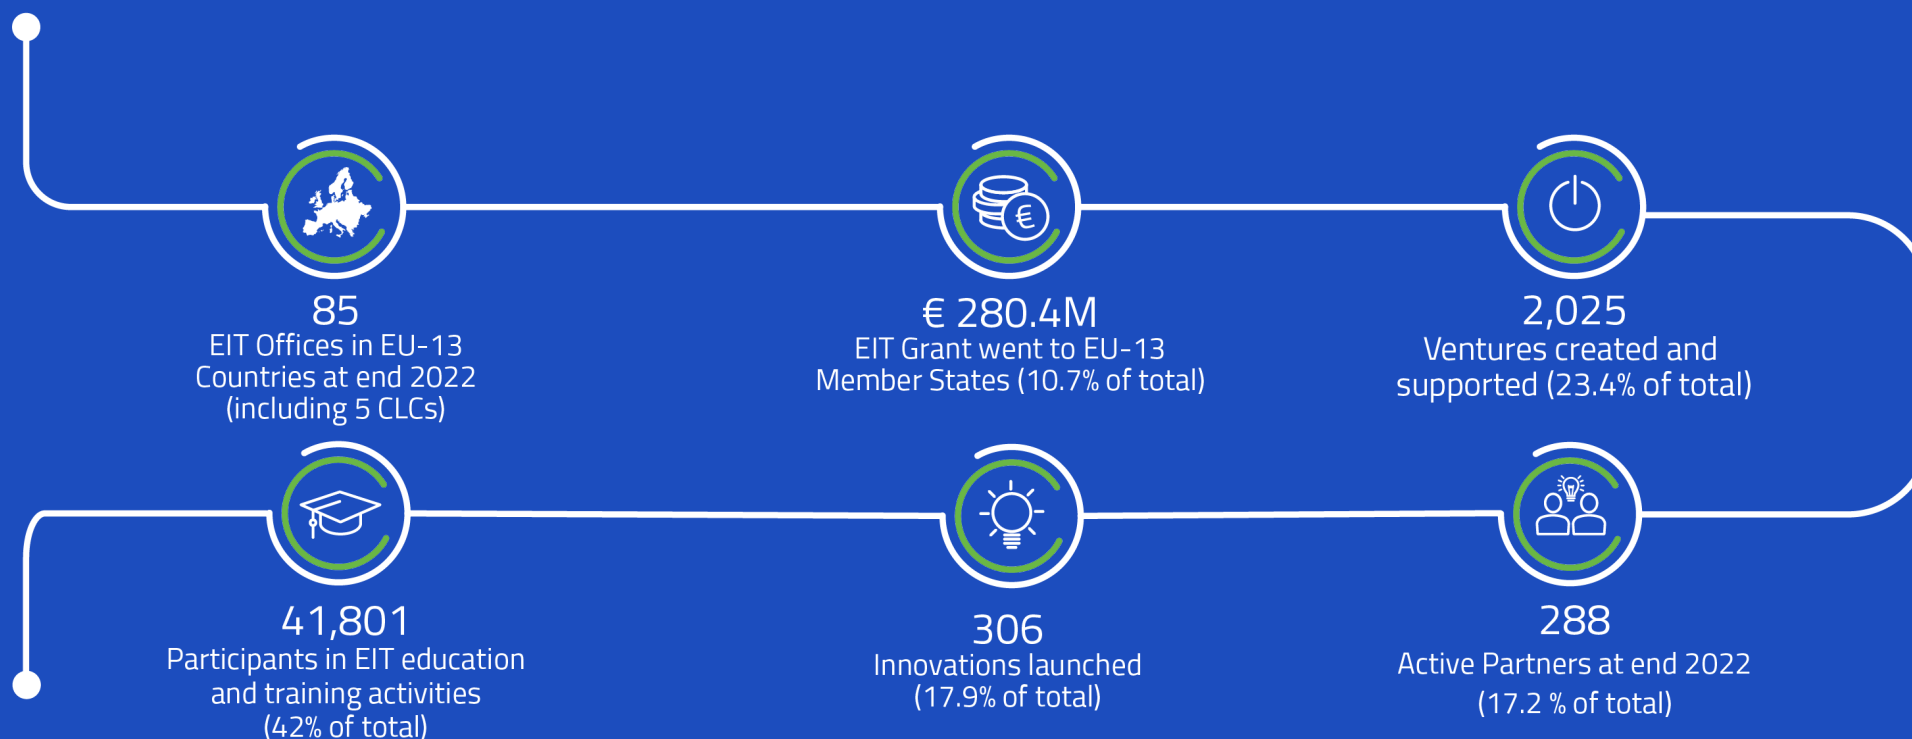 85
EIT Offices in EU-13
Countries at end 2022
(including 5 CLCs)
€ 280.4M
EIT Grant went to EU-13
Member States (10.7% of total)
2,025
Ventures created and
supported (23.4% of total)
41,801
Participants in EIT education
and training activities
(42% of total)
306
Innovations launched
(17.9% of total)
288
Active Partners at end 2022
(17.2 % of total)